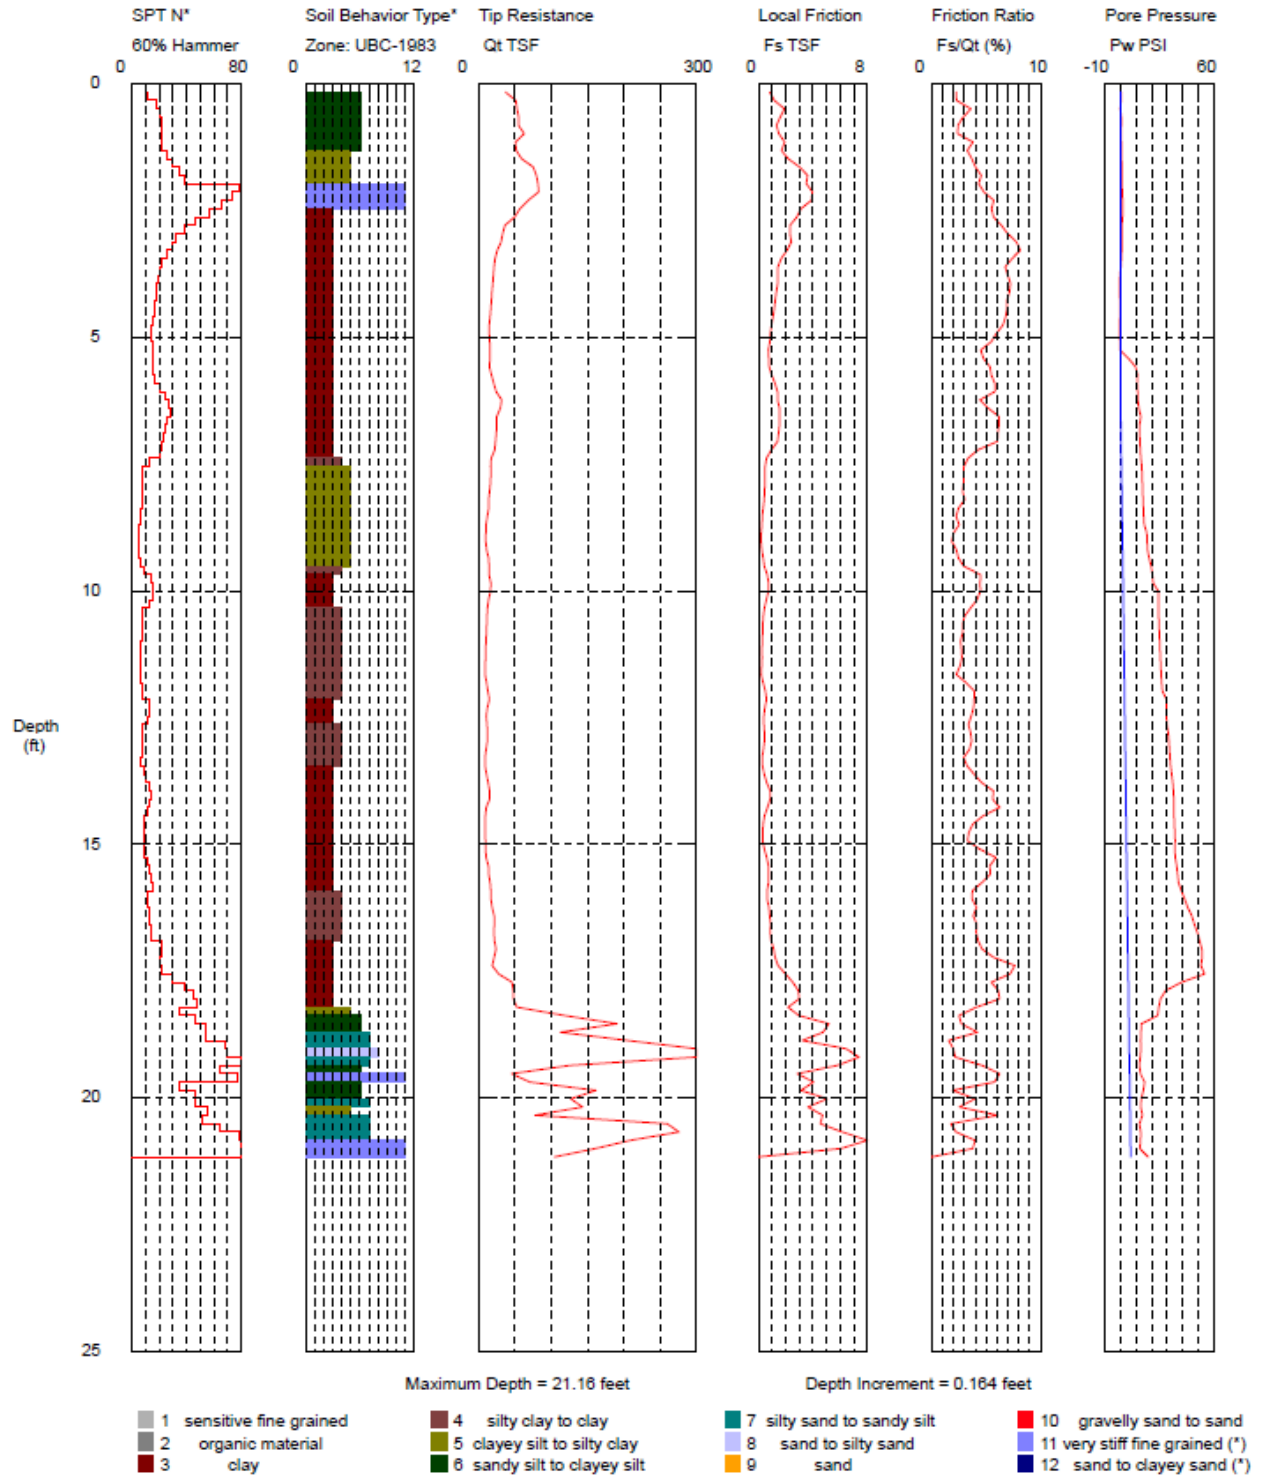 SPT N* Soil Behavior Type* Tip Resistance Local Friction Friction Ratio Pore Pressure
60% Hammer Zone: UBC-1983 Qt TSF Fs TSF Fs/Qt (%) Pw PSI
0 80 0 12 0 300 0 8 0 10 -10 60
0
5
10
Depth
(ft)
15
20
25
Maximum Depth = 21.16 feet Depth Increment = 0.164 feet
1 sensitive fine grained 4 silty clay to clay 7 silty sand to sandy silt 10 gravelly sand to sand
2 organic material 5 clayey silt to silty clay 8 sand to silty sand 11 very stiff fine grained (*)
3 clay 6 sandy silt to clayey silt 9 sand 12 sand to clayey sand (*)